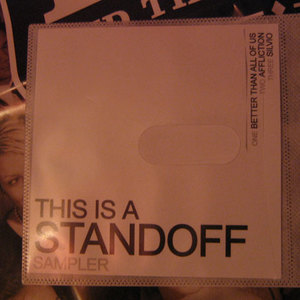 ONE BETTER THAN ALL OF US
TWO AFFLICTION
THREE SILVIO
THIS IS A
STANDOFF
SAMPLER